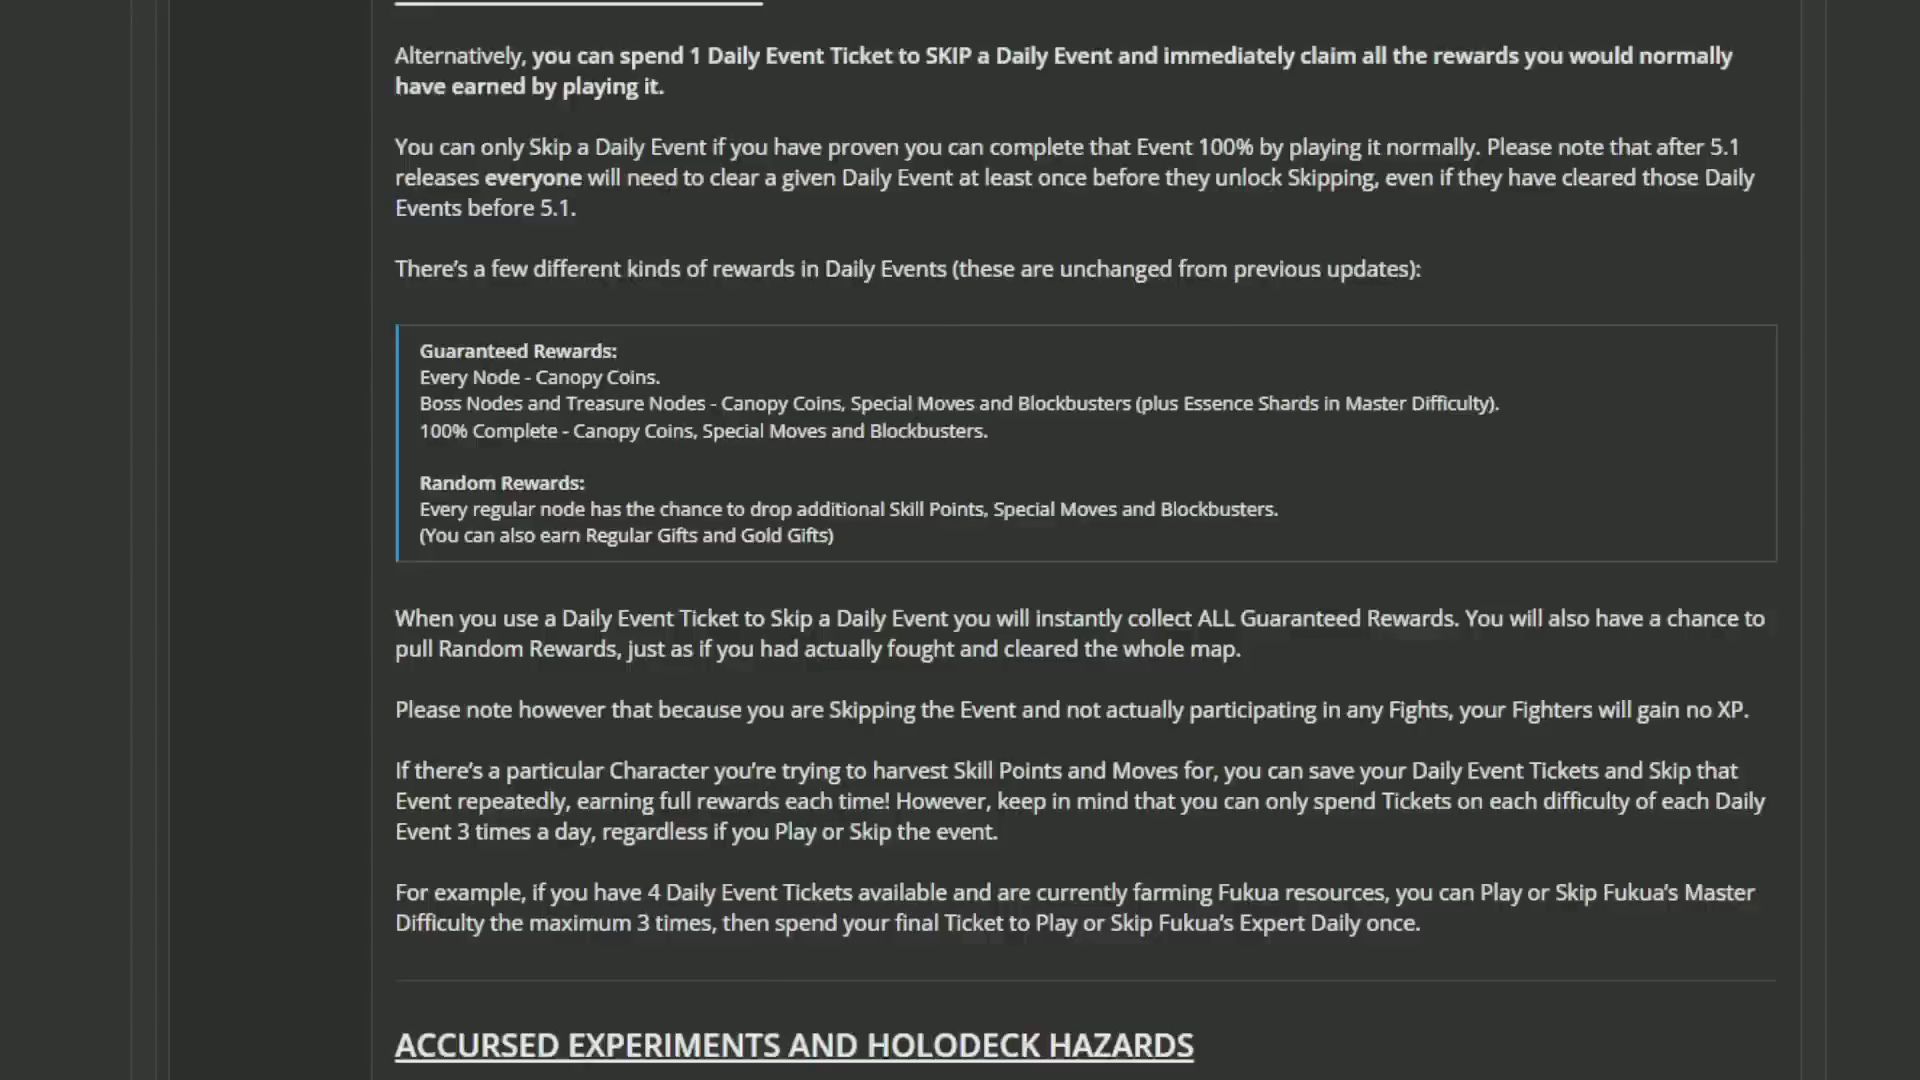 Alternatively, you can spend 1 Daily Event Ticket to SKIP a Daily Event and immediately claim all the rewards you would normally
have earned by playing it.
You can only Skip a Daily Event if you have proven you can complete that Event 100% by playing it normally. Please note that after 5.1
releases everyone will need to clear a given Daily Event at least once before they unlock Skipping, even if they have cleared those Daily
Events before 5.1.
There’s a few different kinds of rewards in Daily Events (these are unchanged from previous updates):
Guaranteed Rewards:
Every Node - Canopy Coins.
Boss Nodes and Treasure Nodes - Canopy Coins, Special Moves and Blockbusters (plus Essence Shards in Master Difficulty).
100% Complete - Canopy Coins, Special Moves and Blockbusters.
Random Rewards:
Every regular node has the chance to drop additional Skill Points, Special Moves and Blockbusters.
(You can also earn Regular Gifts and Gold Gifts)
When you use a Daily Event Ticket to Skip a Daily Event you will instantly collect ALL Guaranteed Rewards. You will also have a chance to
pull Random Rewards, just as if you had actually fought and cleared the whole map.
Please note however that because you are Skipping the Event and not actually participating in any Fights, your Fighters will gain no XP.
If there’s a particular Character you’re trying to harvest Skill Points and Moves for, you can save your Daily Event Tickets and Skip that
Event repeatedly, earning full rewards each time! However, keep in mind that you can only spend Tickets on each difficulty of each Daily
Event 3 times a day, regardless if you Play or Skip the event.
For example, if you have 4 Daily Event Tickets available and are currently farming Fukua resources, you can Play or Skip Fukua’s Master
Difficulty the maximum 3 times, then spend your final Ticket to Play or Skip Fukua’s Expert Daily once.
ACCURSED EXPERIMENTS AND HOLODECK HAZARDS